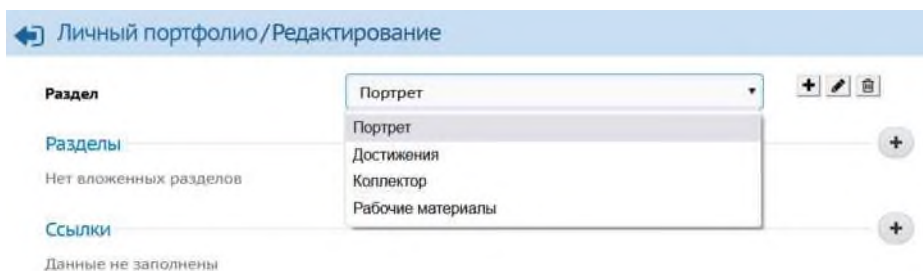 Личный портфолио/Редактирование
Раздел
Портрет
Портрет
Достижения
Коллектор
Рабочие материалы
Разделы
Нет вложенных разделов
Ссылки
Данные не заполнены